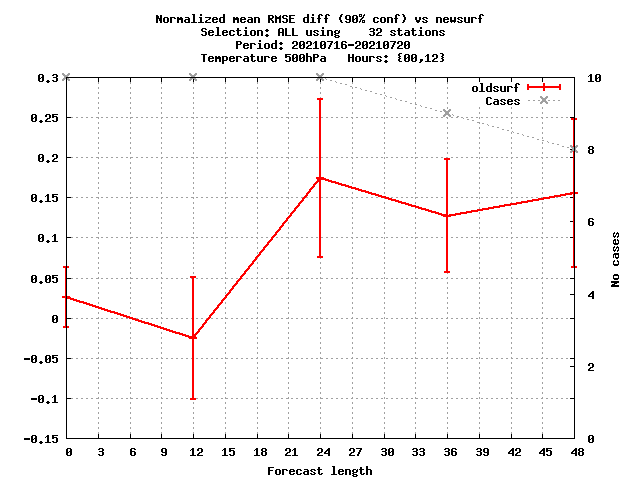 Normalized mean RMSE diff (90% conf) vs newsurf
Selection: ALL using    32 stations
Period: 20210716-20210720
Temperature 500hPa   Hours: {00,12}
oldsurf
Cases
0.3
0.25
0.2
0.15
0.1
0.05
0
-0.05
-0.1
-0.15
10
8
6
4
2
0
No cases
0 3 6 9 12 15 18 21 24 27 30 33 36 39 42 45 48
Forecast length